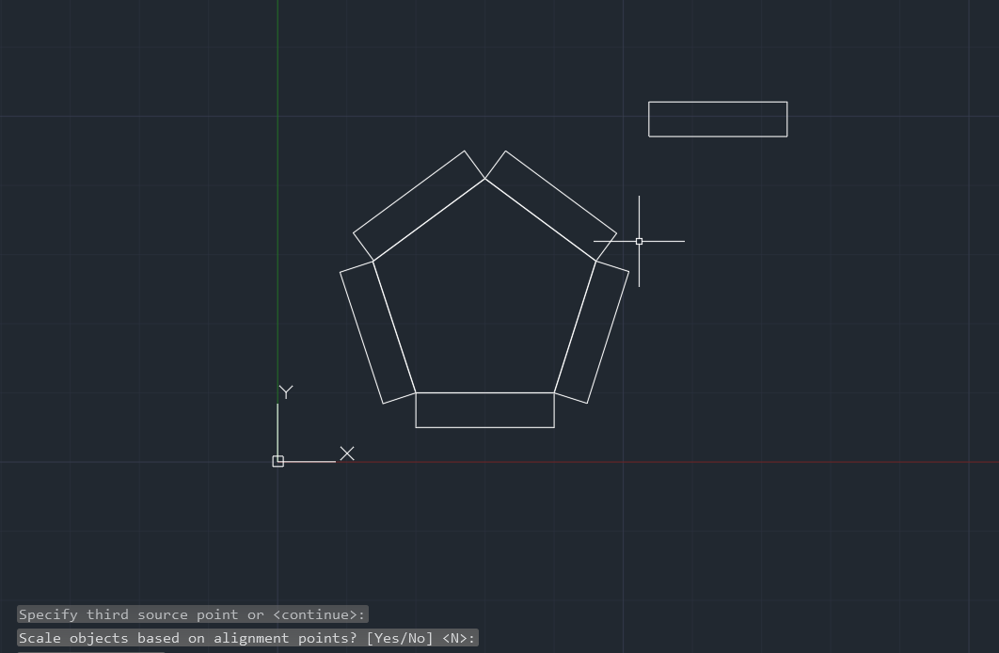 Y
X
Specify third source point or <continue>:
Scale objects based on alignment points? [Yes/No] <N>: